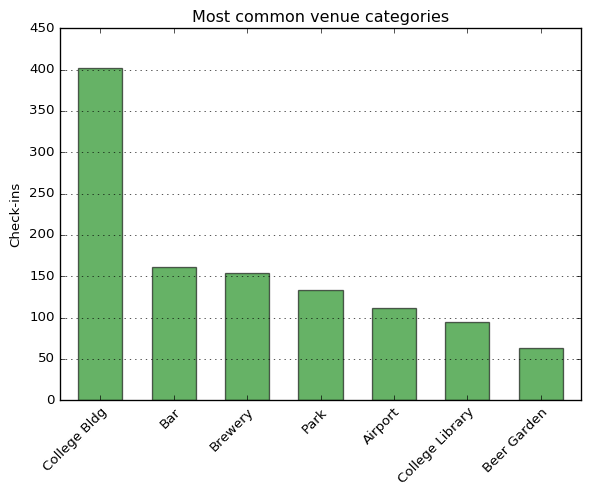 Most common venue categories
450
400
350
300
250
200
150
100
50
0
Check-ins
College Bldg
Bar
Brewery
Park
Airport
College Library
Beer Garden